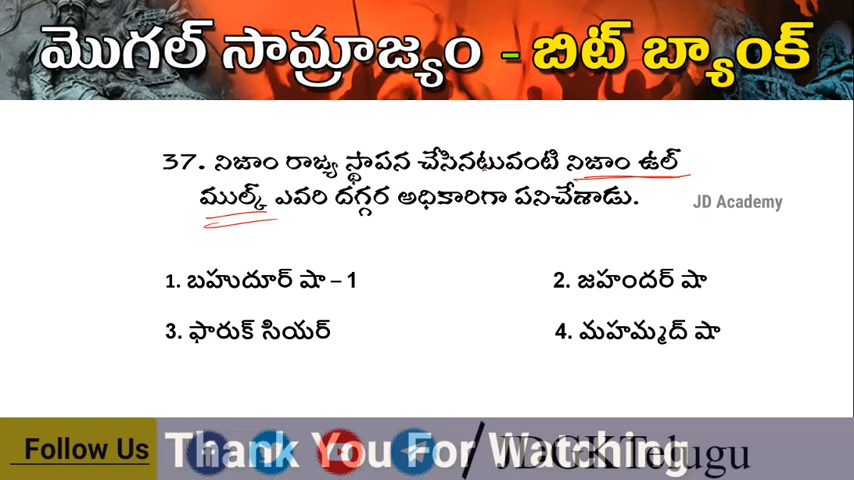 మొగల్ సామ్రాజ్యం - బిట్ బ్యాంక్
37. నిజాం రాజ్య స్థాపన చేసినటువంటి నిజాం ఉల్
ముల్క్ ఎవరి దగ్గర అధికారిగా పనిచేశాడు.
JD Academy
1. బహదూర్ షా – 1
2. జహందర్ షా
3. ఫారుక్ సియర్
4. మహమ్మద్ షా
Follow Us
Thank You For Watching
/ JDGKTelugu